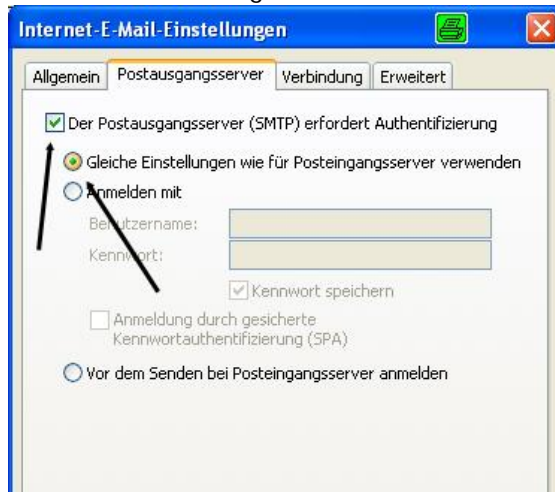 Internet-E-Mail-Einstellungen
Allgemein Postausgangsserver Verbindung Erweitert
Der Postausgangsserver (SMTP) erfordert Authentifizierung
Gleiche Einstellungen wie für Posteingangsserver verwenden
Anmelden mit
Benutzername:
Kennwort:
Kennwort speichern
Anmeldung durch gesicherte
Kennwortauthentifizierung (SPA)
Vor dem Senden bei Posteingangsserver anmelden